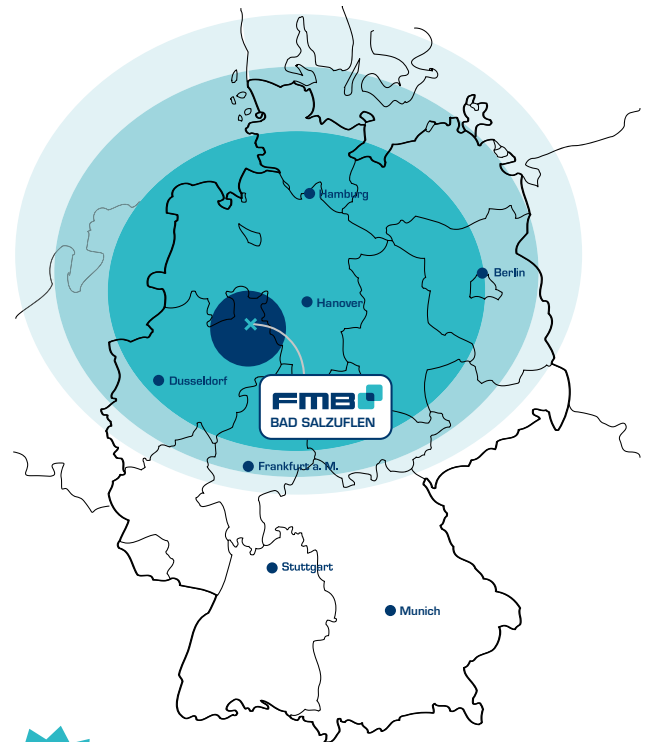 Hamburg
Berlin
Hanover
Dusseldorf
FMB
BAD SALZUFLEN
Frankfurt a. M.
Stuttgart
Munich